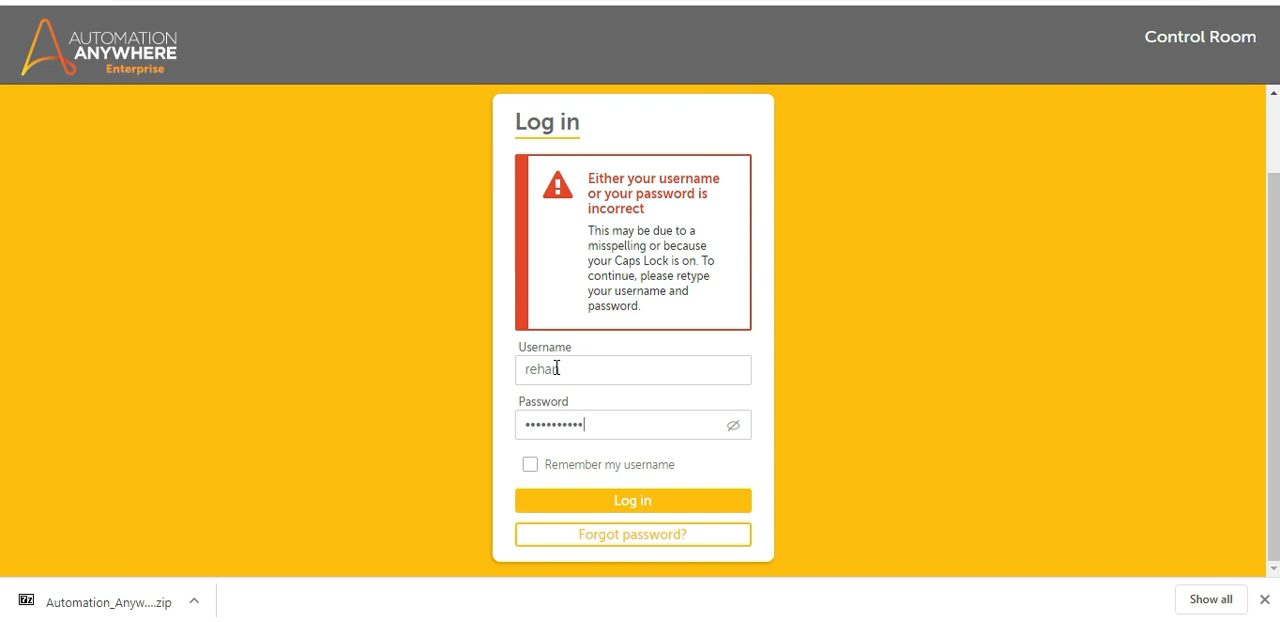 AUTOMATION
ANYWHERE
Enterprise
Control Room
Log in
Either your username
or your password is
incorrect
This may be due to a
misspelling or because
your Caps Lock is on. To
continue, please retype
your username and
password.
Username
rehan
Password
•••••••••••
Remember my username
Log in
Forgot password?
Automation_Anyw....zip
Show all